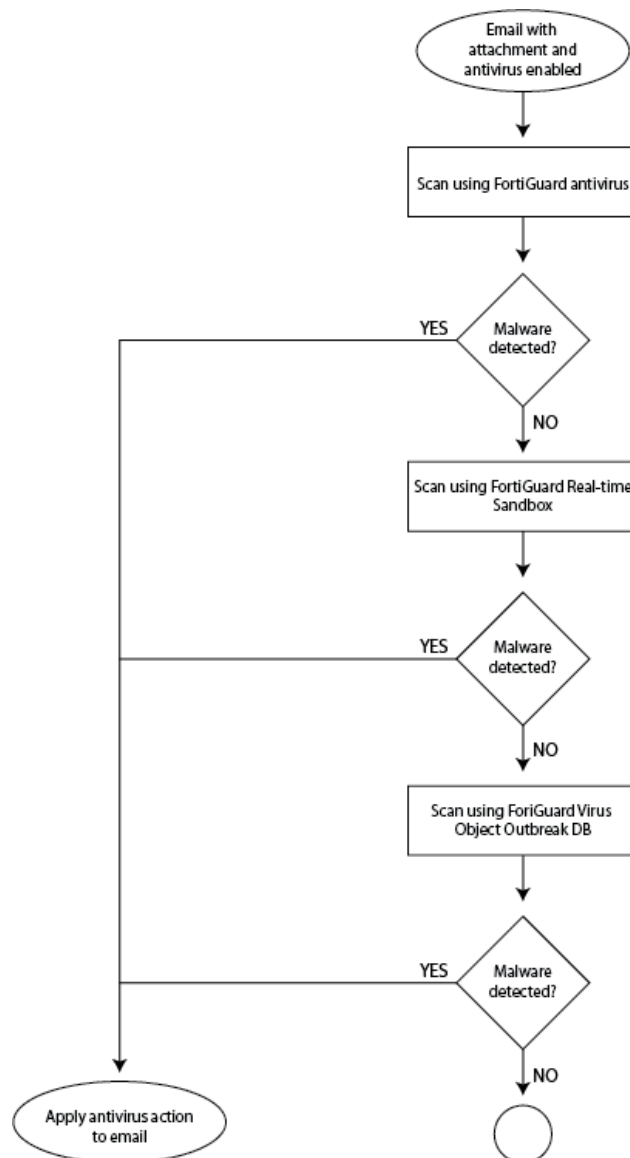 Email with
attachment and
antivirus enabled
Scan using FortiGuard antivirus
YES
Malware
detected?
NO
Scan using FortiGuard Real-time
Sandbox
YES
Malware
detected?
NO
Scan using ForiGuard Virus
Object Outbreak DB
YES
Malware
detected?
NO
Apply antivirus action
to email